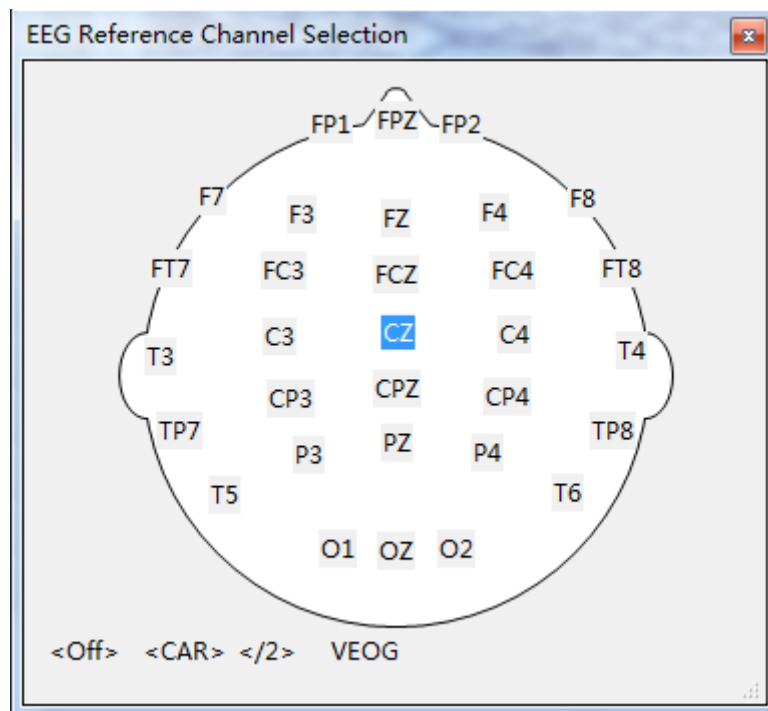 EEG Reference Channel Selection
FP1 FPZ FP2
F7 F3 FZ F4 F8
FT7 FC3 FCZ FC4 FT8
T3 C3 CZ C4 T4
CP3 CPZ CP4
TP7 P3 PZ P4 TP8
T5 T6
O1 OZ O2
<Off> <CAR> </2> VEOG